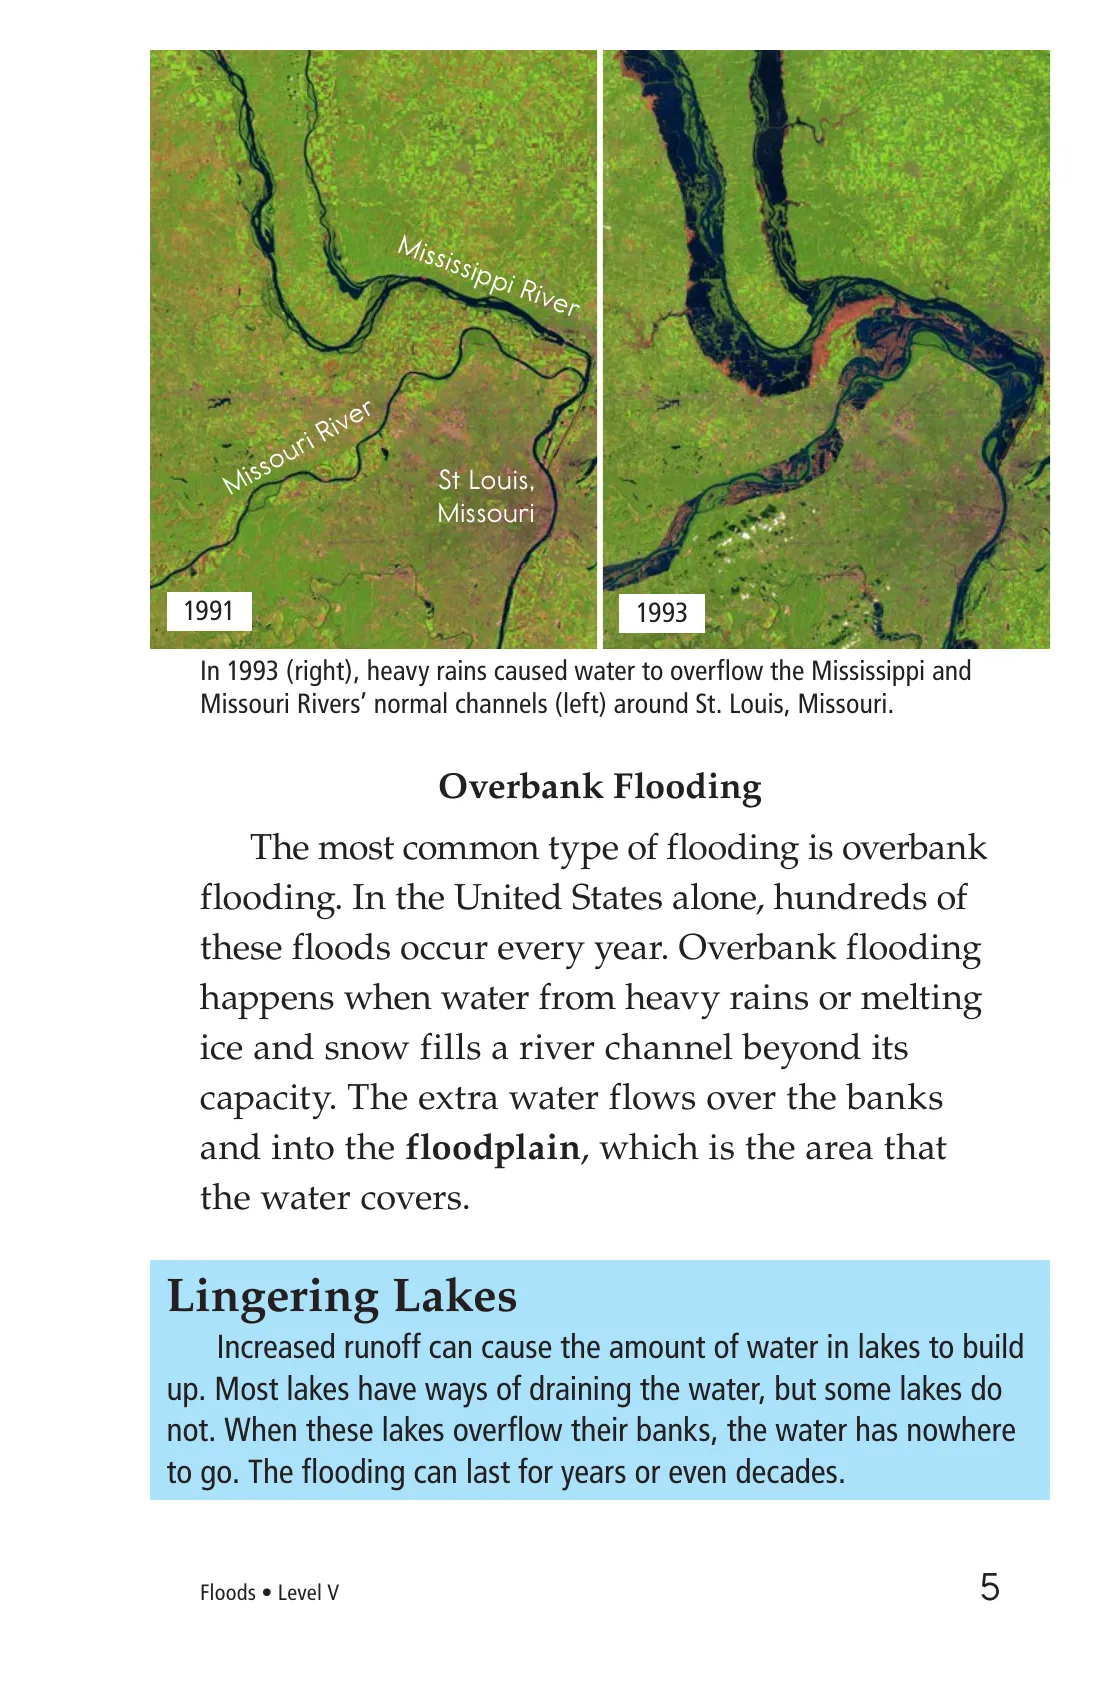 Mississippi River
Missouri River
St Louis,
Missouri
1991
1993
In 1993 (right), heavy rains caused water to overflow the Mississippi and
Missouri Rivers’ normal channels (left) around St. Louis, Missouri.
Overbank Flooding
The most common type of flooding is overbank
flooding. In the United States alone, hundreds of
these floods occur every year. Overbank flooding
happens when water from heavy rains or melting
ice and snow fills a river channel beyond its
capacity. The extra water flows over the banks
and into the floodplain, which is the area that
the water covers.
Lingering Lakes
Increased runoff can cause the amount of water in lakes to build
up. Most lakes have ways of draining the water, but some lakes do
not. When these lakes overflow their banks, the water has nowhere
to go. The flooding can last for years or even decades.
Floods • Level V
5